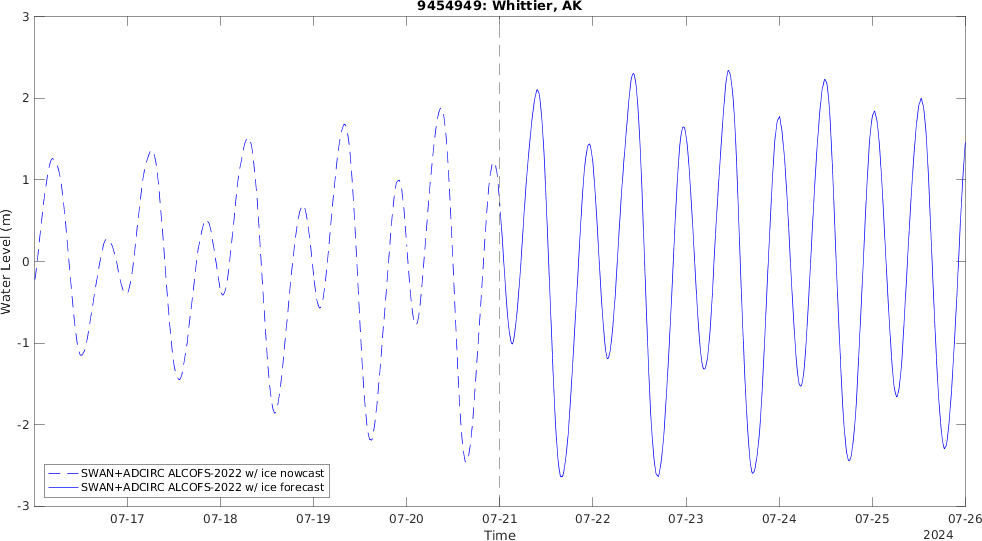 9454949: Whittier, AK
3
2
1
0
-1
-2
-3
Water Level (m)
SWAN+ADCIRC ALCOFS-2022 w/ ice nowcast
SWAN+ADCIRC ALCOFS-2022 w/ ice forecast
07-17 07-18 07-19 07-20 07-21 07-22 07-23 07-24 07-25 07-26
Time
2024